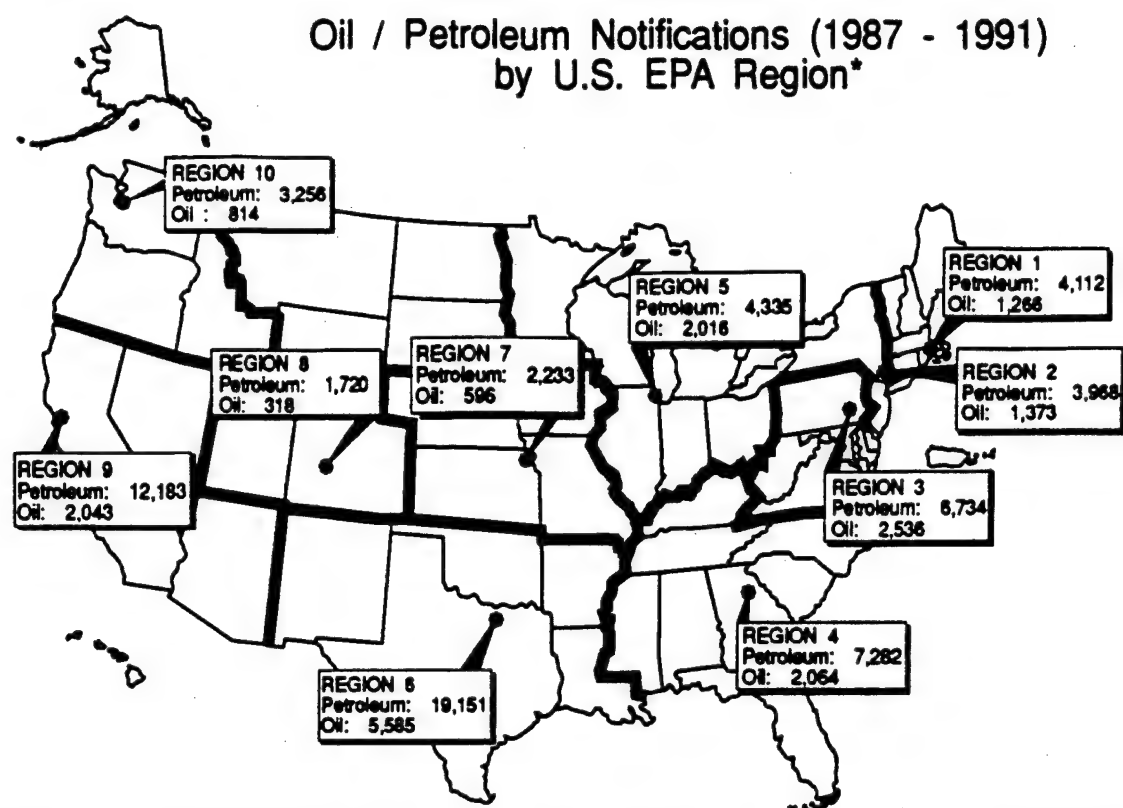 Oil / Petroleum Notifications (1987 - 1991)
by U.S. EPA Region*
REGION 10
Petroleum: 3,256
Oil : 814
REGION 1
Petroleum: 4,112
Oil: 1,266
REGION 5
Petroleum: 4,335
Oil: 2,016
REGION 7
Petroleum: 2,233
Oil: 596
REGION 8
Petroleum: 1,720
Oil: 318
REGION 2
Petroleum: 3,968
Oil: 1,373
REGION 9
Petroleum: 12,183
Oil: 2,043
REGION 3
Petroleum: 6,734
Oil: 2,536
REGION 4
Petroleum: 7,282
Oil: 2,064
REGION 6
Petroleum: 19,151
Oil: 5,585